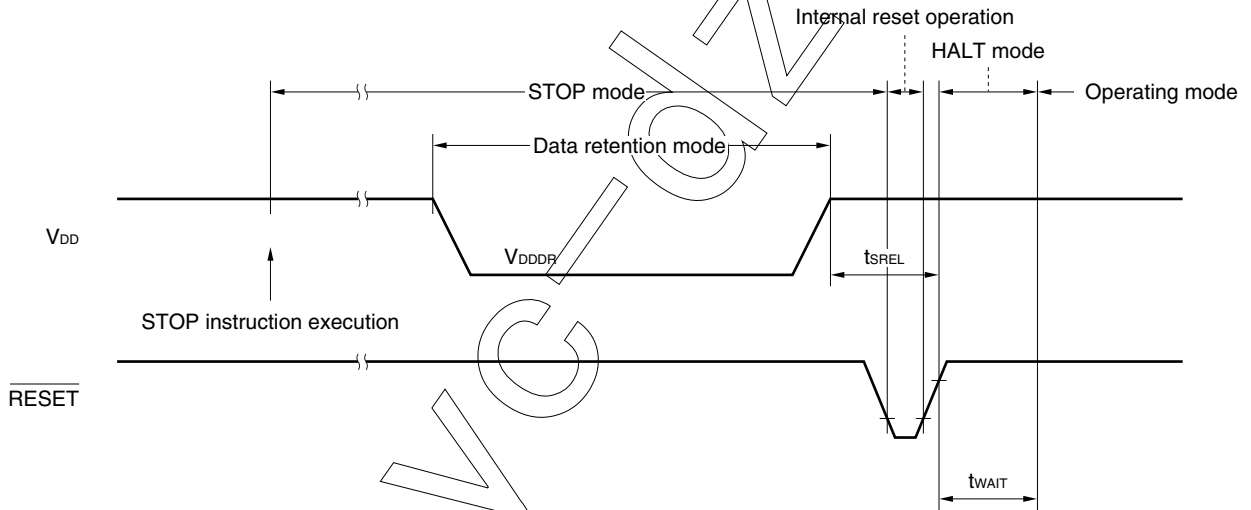 Internal reset operation
HALT mode
STOP mode
Operating mode
Data retention mode
VDD
VDDDR
tSREL
STOP instruction execution
RESET
tWAIT